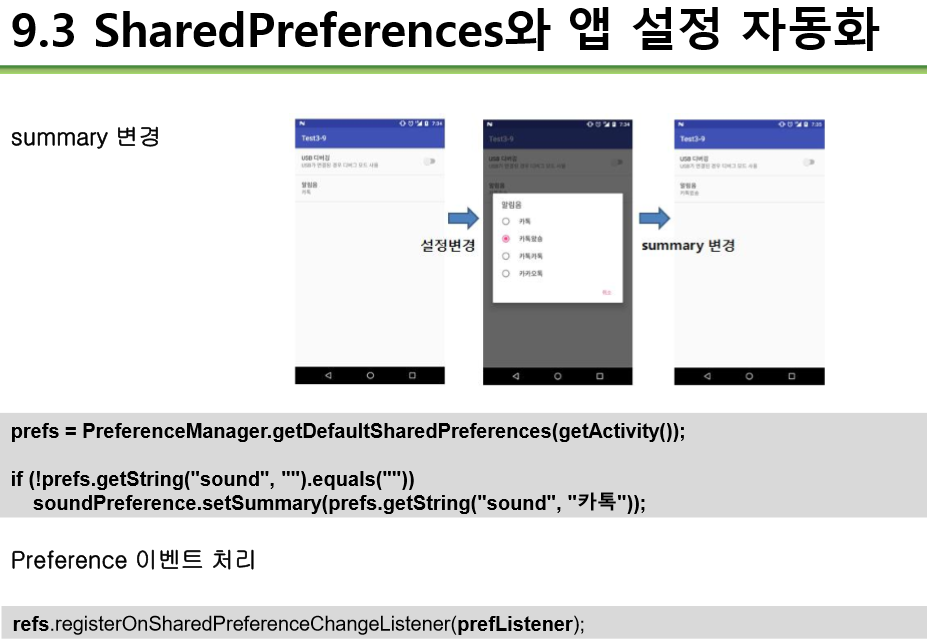 9.3 SharedPreferences와 앱 설정 자동화
summary 변경
7:34
Test3-9
USB 디버깅
USB가 연결된 경우 디버그 모드 사용
알림음
카톡
설정변경
7:34
Test3-9
USB 디버깅
USB가 연결된 경우 디버그 모드 사용
알림음
알림음
카톡
카톡왔숑
카톡카톡
카카오톡
취소
summary 변경
7:35
Test3-9
USB 디버깅
USB가 연결된 경우 디버그 모드 사용
알림음
카톡왔숑
prefs = PreferenceManager.getDefaultSharedPreferences(getActivity());
if (!prefs.getString("sound", "").equals(""))
soundPreference.setSummary(prefs.getString("sound", "카톡"));
Preference 이벤트 처리
refs.registerOnSharedPreferenceChangeListener(prefListener);